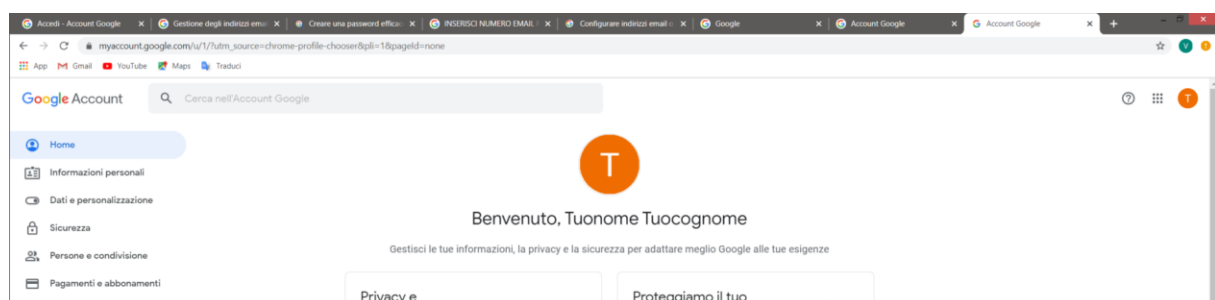 Accedi - Account Google
Gestione degli indirizzi emai
Creare una password efficac
INSERISCI NUMERO EMAIL
Configurare indirizzi email o
Google
Account Google
Account Google
myaccount.google.com/u/1/?utm_source=chrome-profile-chooser&pli=1&pageId=none
V
App Gmail YouTube Maps Traduci
Google Account
Cerca nell'Account Google
T
Home
T
Informazioni personali
Dati e personalizzazione
Benvenuto, Tuonome Tuocognome
Sicurezza
Gestisci le tue informazioni, la privacy e la sicurezza per adattare meglio Google alle tue esigenze
Persone e condivisione
Pagamenti e abbonamenti
Privacy e
Proteggiamo il tuo